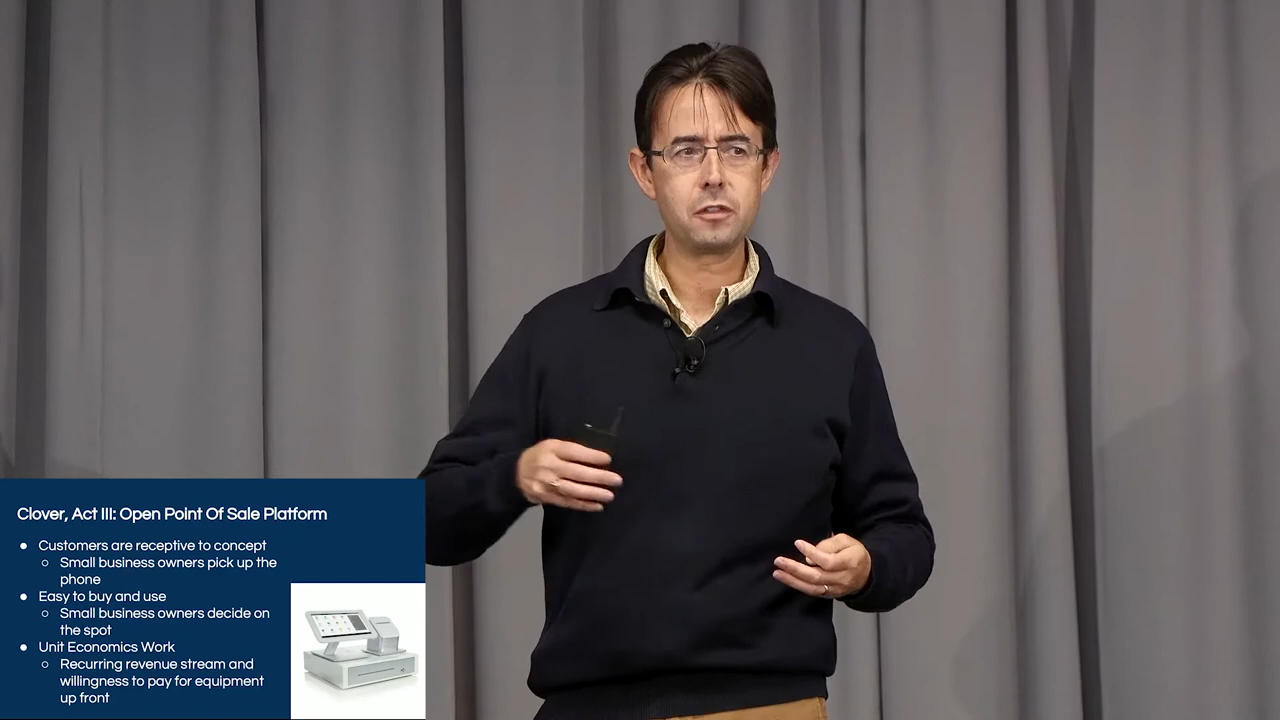 Clover, Act III: Open Point Of Sale Platform
● Customers are receptive to concept
○ Small business owners pick up the
phone
● Easy to buy and use
○ Small business owners decide on
the spot
● Unit Economics Work
○ Recurring revenue stream and
willingness to pay for equipment
up front